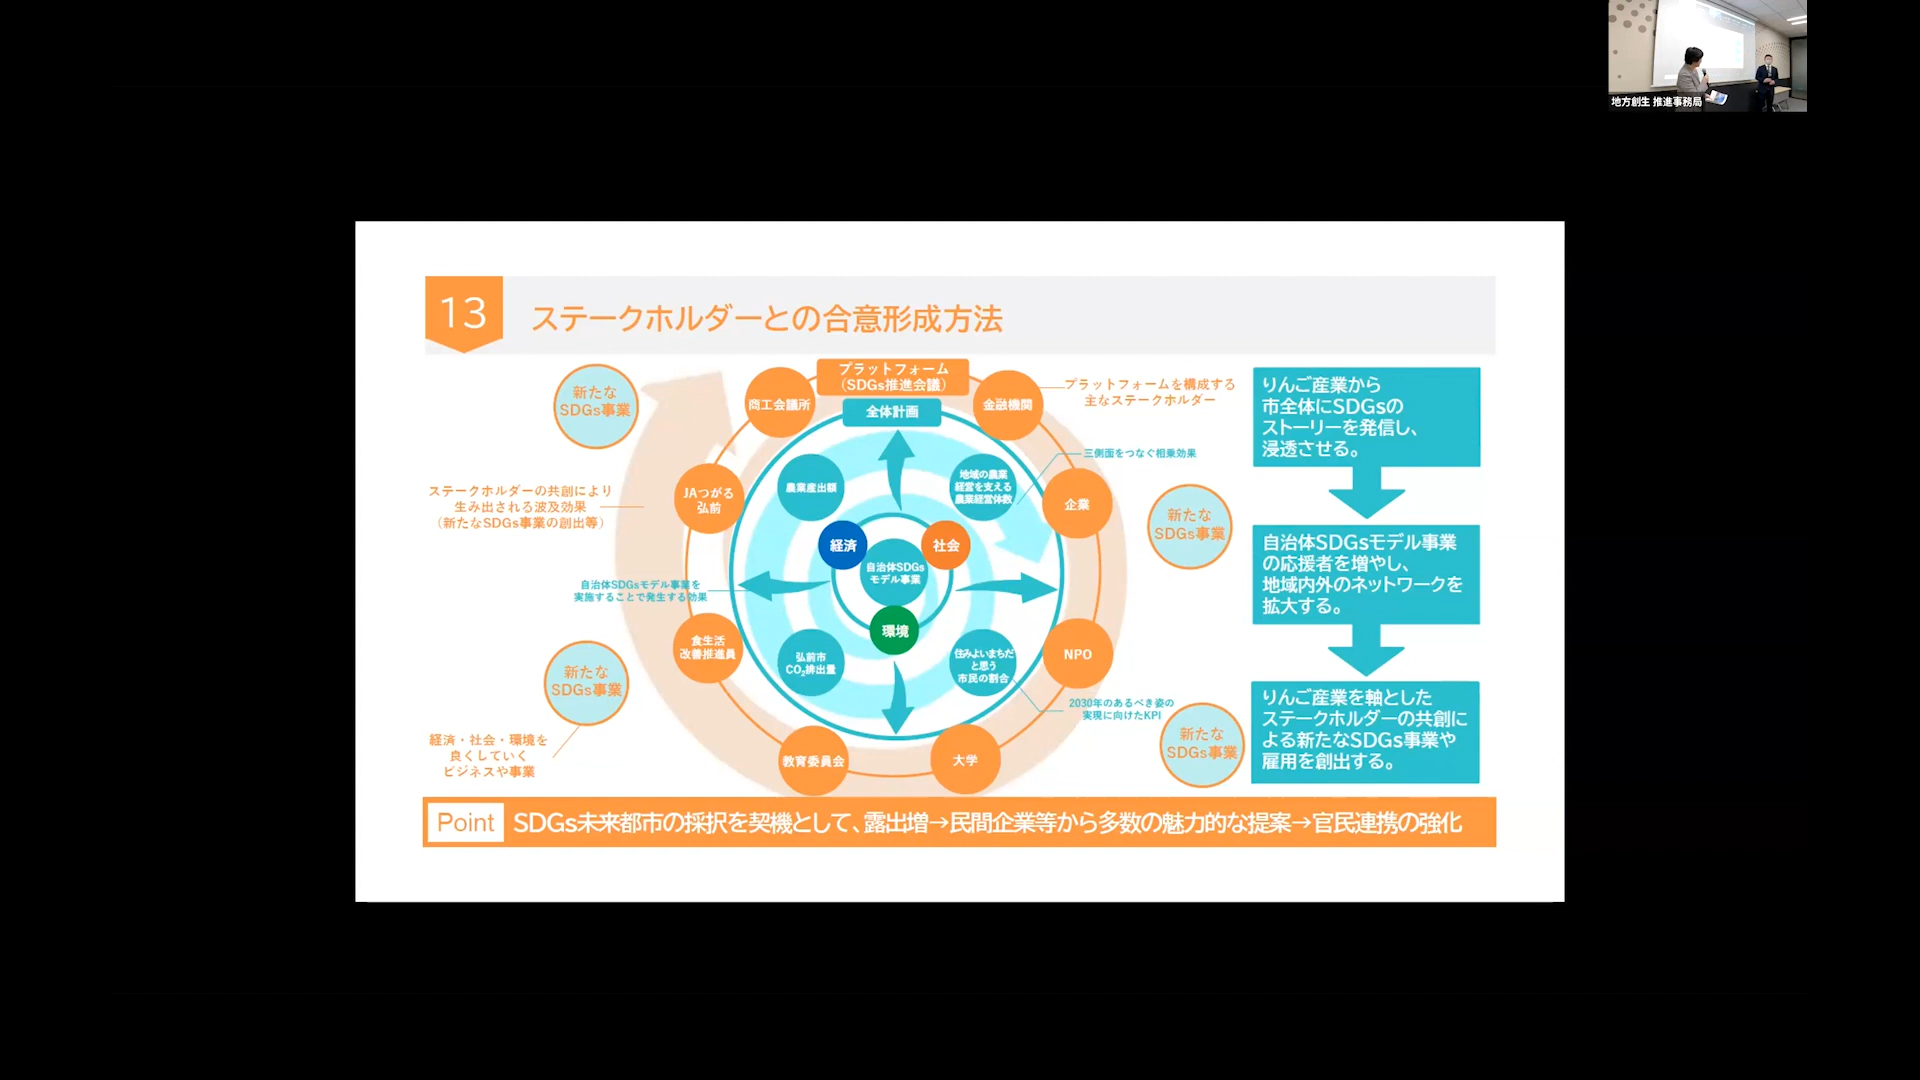 地方創生 推進事務局
13
ステークホルダーとの合意形成方法
プラットフォーム
(SDGs推進会議)
全体計画
商工会議所
金融機関
プラットフォームを構成する
主なステークホルダー
新たな
SDGs事業
三側面をつなぐ相乗効果
農業産出額
地域の農業
経営を支える
農業経営体数
JAつがる
弘前
企業
ステークホルダーの共創により
生み出される波及効果
(新たなSDGs事業の創出等)
新たな
SDGs事業
経済
社会
自治体SDGs
モデル事業
環境
自治体SDGsモデル事業を
実施することで発生する効果
食生活
改善推進員
弘前市
CO₂排出量
住みよいまちだ
と思う
市民の割合
NPO
新たな
SDGs事業
2030年のあるべき姿の
実現に向けたKPI
新たな
SDGs事業
経済・社会・環境を
良くしていく
ビジネスや事業
教育委員会
大学
りんご産業から
市全体にSDGsの
ストーリーを発信し、
浸透させる。
自治体SDGsモデル事業
の応援者を増やし、
地域内外のネットワークを
拡大する。
りんご産業を軸とした
ステークホルダーの共創に
よる新たなSDGs事業や
雇用を創出する。
Point SDGs未来都市の採択を契機として、露出増→民間企業等から多数の魅力的な提案→官民連携の強化